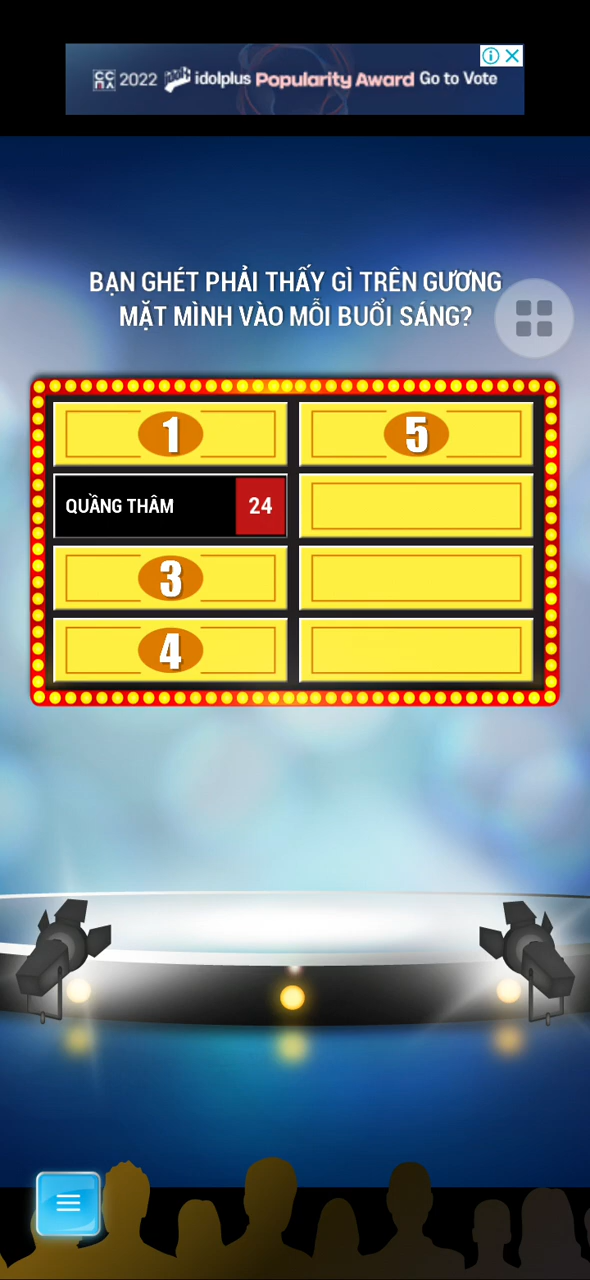 CCMA 2022 idolplus Popularity Award Go to Vote
BẠN GHÉT PHẢI THẤY GÌ TRÊN GƯƠNG
MẶT MÌNH VÀO MỖI BUỔI SÁNG?
1
5
QUẦNG THÂM 24
3
4